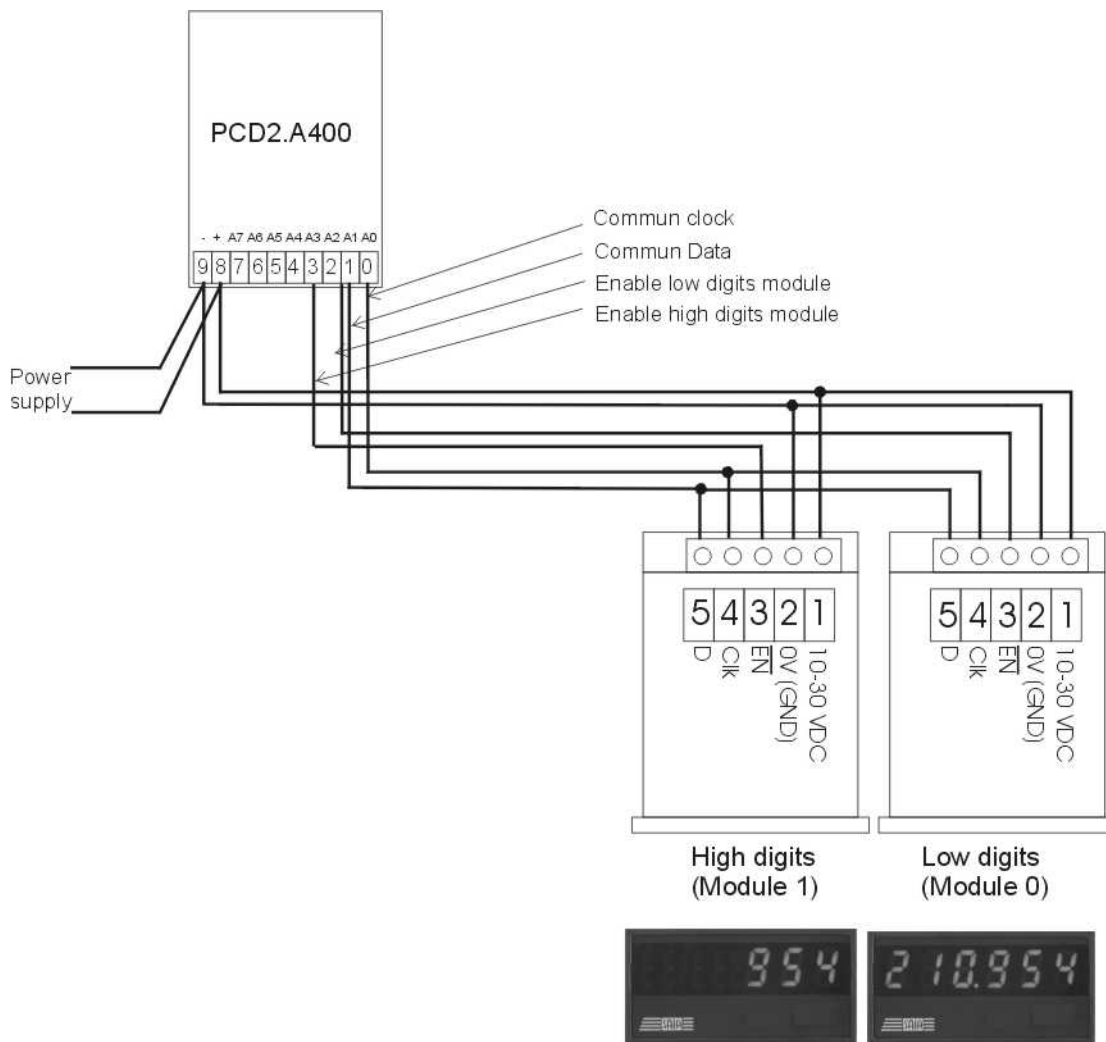 PCD2.A400
- + A7 A6 A5 A4 A3 A2 A1 A0
9 8 7 6 5 4 3 2 1 0
Commun clock
Commun Data
Enable low digits module
Enable high digits module
Power
supply
5 4 3 2 1
D Clk EN 0V (GND) 10-30 VDC
5 4 3 2 1
D Clk EN 0V (GND) 10-30 VDC
High digits
(Module 1)
Low digits
(Module 0)
954
210.954
SAIA
SAIA